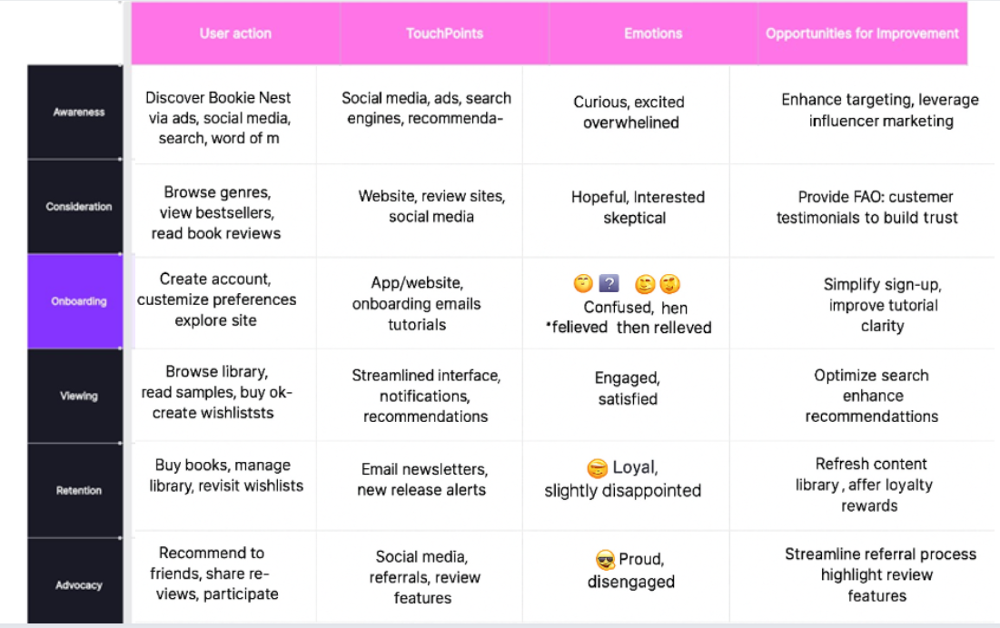 User action
TouchPoints
Emotions
Opportunities for Improvement
Awareness
Discover Bookie Nest
via ads, social media,
search, word of m
Social media, ads, search
engines, recommenda-
Curious, excited
overwhelined
Enhance targeting, leverage
influencer marketing
Consideration
Browse genres,
view bestsellers,
read book reviews
Website, review sites,
social media
Hopeful, Interested
skeptical
Provide FAO: custemer
testimonials to build trust
Onboarding
Create account,
custemize preferences
explore site
App/website,
onboarding emails
tutorials
Confused, hen
*felieved then relleved
Simplify sign-up,
improve tutorial
clarity
Viewing
Browse library,
read samples, buy ok-
create wishliststs
Streamlined interface,
notifications,
recommendations
Engaged,
satisfied
Optimize search
enhance
recommendattions
Retention
Buy books, manage
library, revisit wishlists
Email newsletters,
new release alerts
Loyal,
slightly disappointed
Refresh content
library, affer loyalty
rewards
Advocacy
Recommend to
friends, share re-
views, participate
Social media,
referrals, review
features
Proud,
disengaged
Streamline referral process
highlight review
features